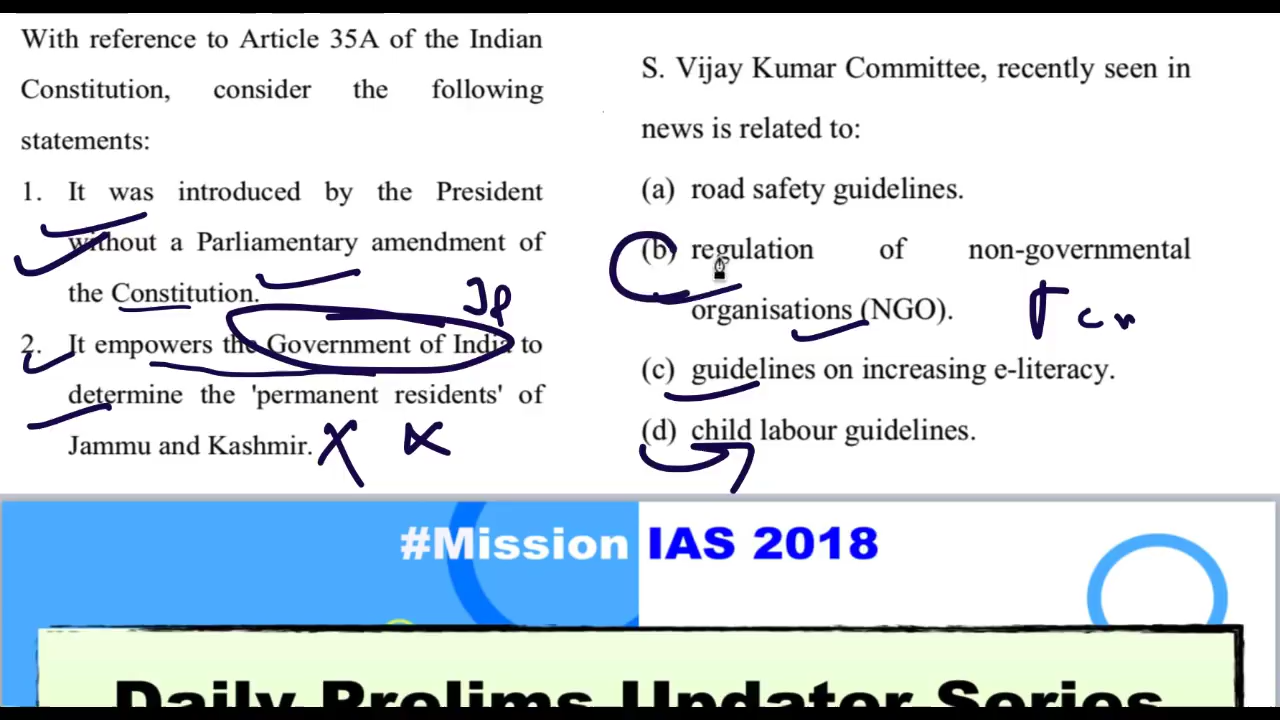 With reference to Article 35A of the Indian
Constitution, consider the following
statements:
1. It was introduced by the President
without a Parliamentary amendment of
the Constitution.
2. It empowers the Government of India to
determine the 'permanent residents' of
Jammu and Kashmir.
S. Vijay Kumar Committee, recently seen in
news is related to:
(a) road safety guidelines.
(b) regulation of non-governmental
organisations (NGO).
(c) guidelines on increasing e-literacy.
(d) child labour guidelines.
#Mission IAS 2018
Daily Prelims Updater Series